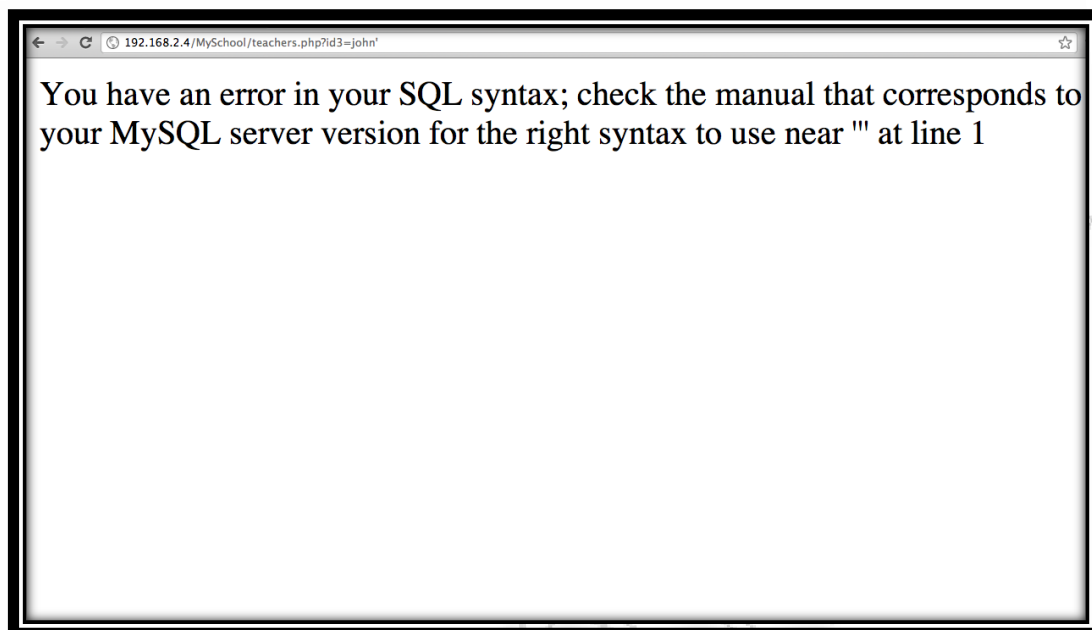 192.168.2.4/MySchool/teachers.php?id3=john'
You have an error in your SQL syntax; check the manual that corresponds to
your MySQL server version for the right syntax to use near ''' at line 1